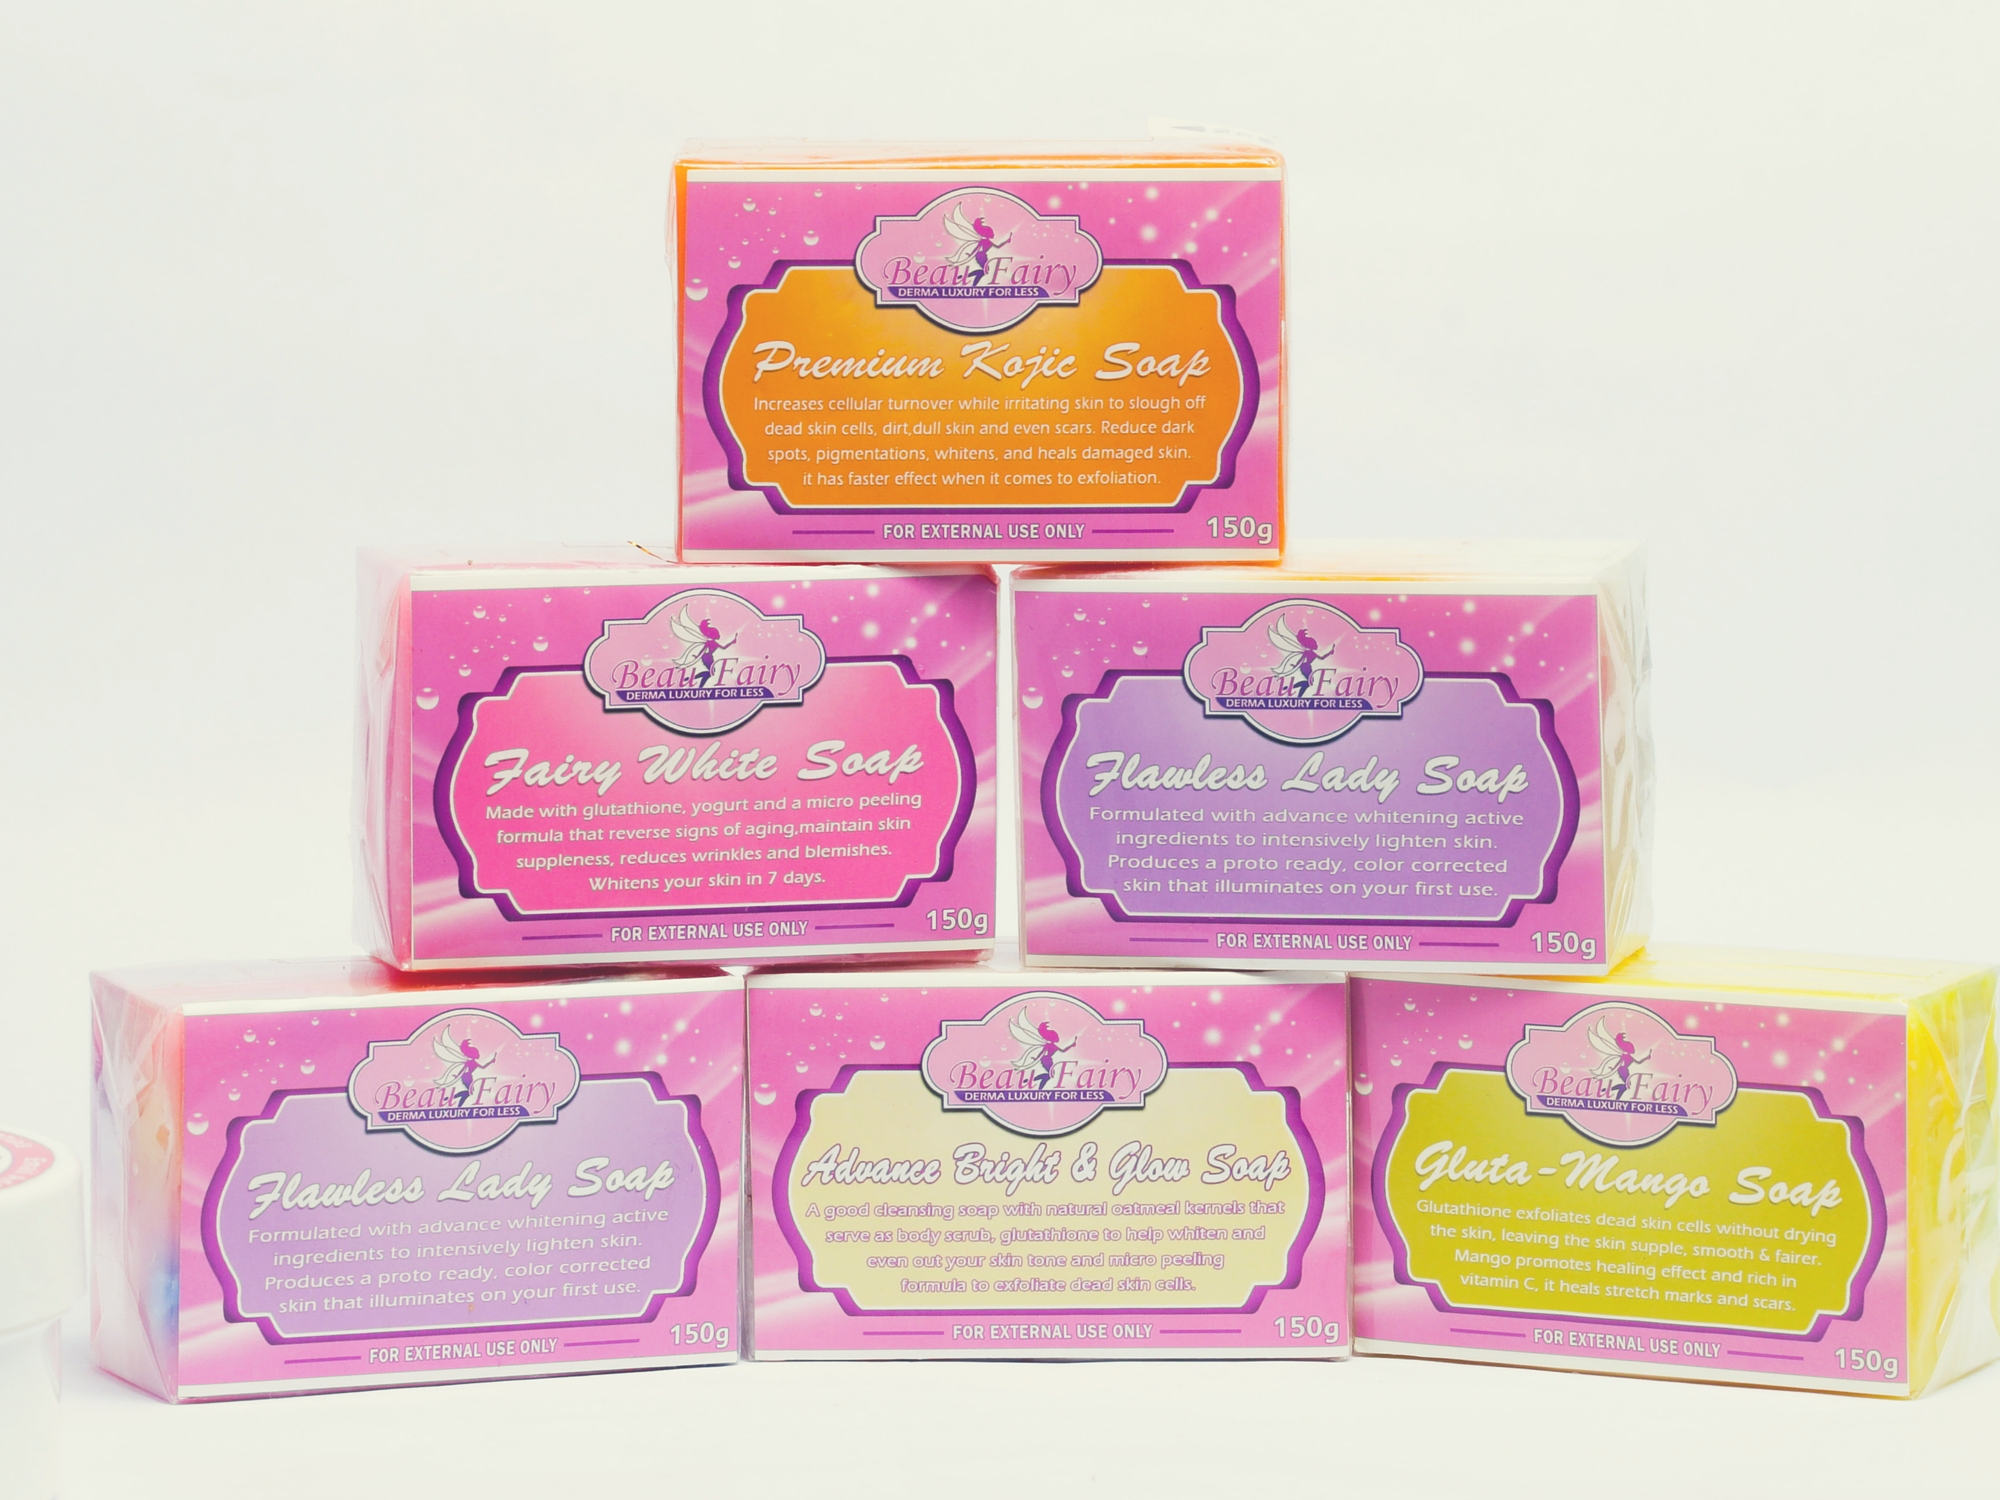 Beau Fairy
DERMA LUXURY FOR LESS
Premium Kojic Soap
Increases cellular turnover while irritating skin to slough off
dead skin cells, dirt,dull skin and even scars. Reduce dark
spots, pigmentations, whitens, and heals damaged skin.
it has faster effect when it comes to exfoliation.
FOR EXTERNAL USE ONLY
150g
Beau Fairy
DERMA LUXURY FOR LESS
Fairy White Soap
Made with glutathione, yogurt and a micro peeling
formula that reverse signs of aging,maintain skin
suppleness, reduces wrinkles and blemishes.
Whitens your skin in 7 days.
FOR EXTERNAL USE ONLY
150g
Beau Fairy
DERMA LUXURY FOR LESS
Flawless Lady Soap
Formulated with advance whitening active
ingredients to intensively lighten skin.
Produces a proto ready, color corrected
skin that illuminates on your first use.
FOR EXTERNAL USE ONLY
150g
Beau Fairy
DERMA LUXURY FOR LESS
Flawless Lady Soap
Formulated with advance whitening active
ingredients to intensively lighten skin.
Produces a proto ready, color corrected
skin that illuminates on your first use.
FOR EXTERNAL USE ONLY
150g
Beau Fairy
DERMA LUXURY FOR LESS
Advance Bright & Glow Soap
A good cleansing soap with natural oatmeal kernels that
serve as body scrub, glutathione to help whiten and
even out your skin tone and micro peeling
formula to exfoliate dead skin cells.
FOR EXTERNAL USE ONLY
150g
Beau Fairy
DERMA LUXURY FOR LESS
Gluta-Mango Soap
Glutathione exfoliates dead skin cells without drying
the skin, leaving the skin supple, smooth & fairer.
Mango promotes healing effect and rich in
vitamin C, it heals stretch marks and scars.
FOR EXTERNAL USE ONLY
150g